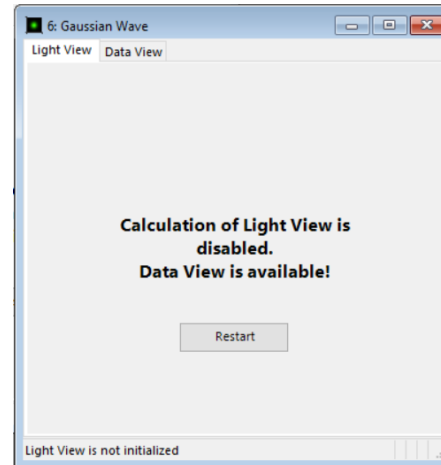 6: Gaussian Wave
Light View Data View
Calculation of Light View is
disabled.
Data View is available!
Restart
Light View is not initialized